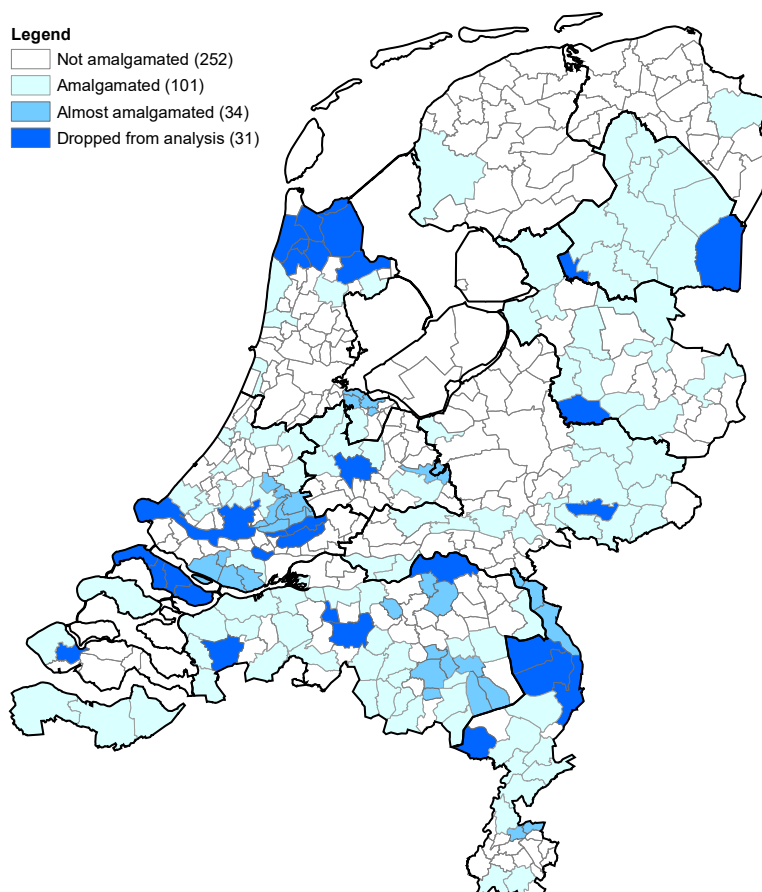 Legend
Not amalgamated (252)
Amalgamated (101)
Almost amalgamated (34)
Dropped from analysis (31)